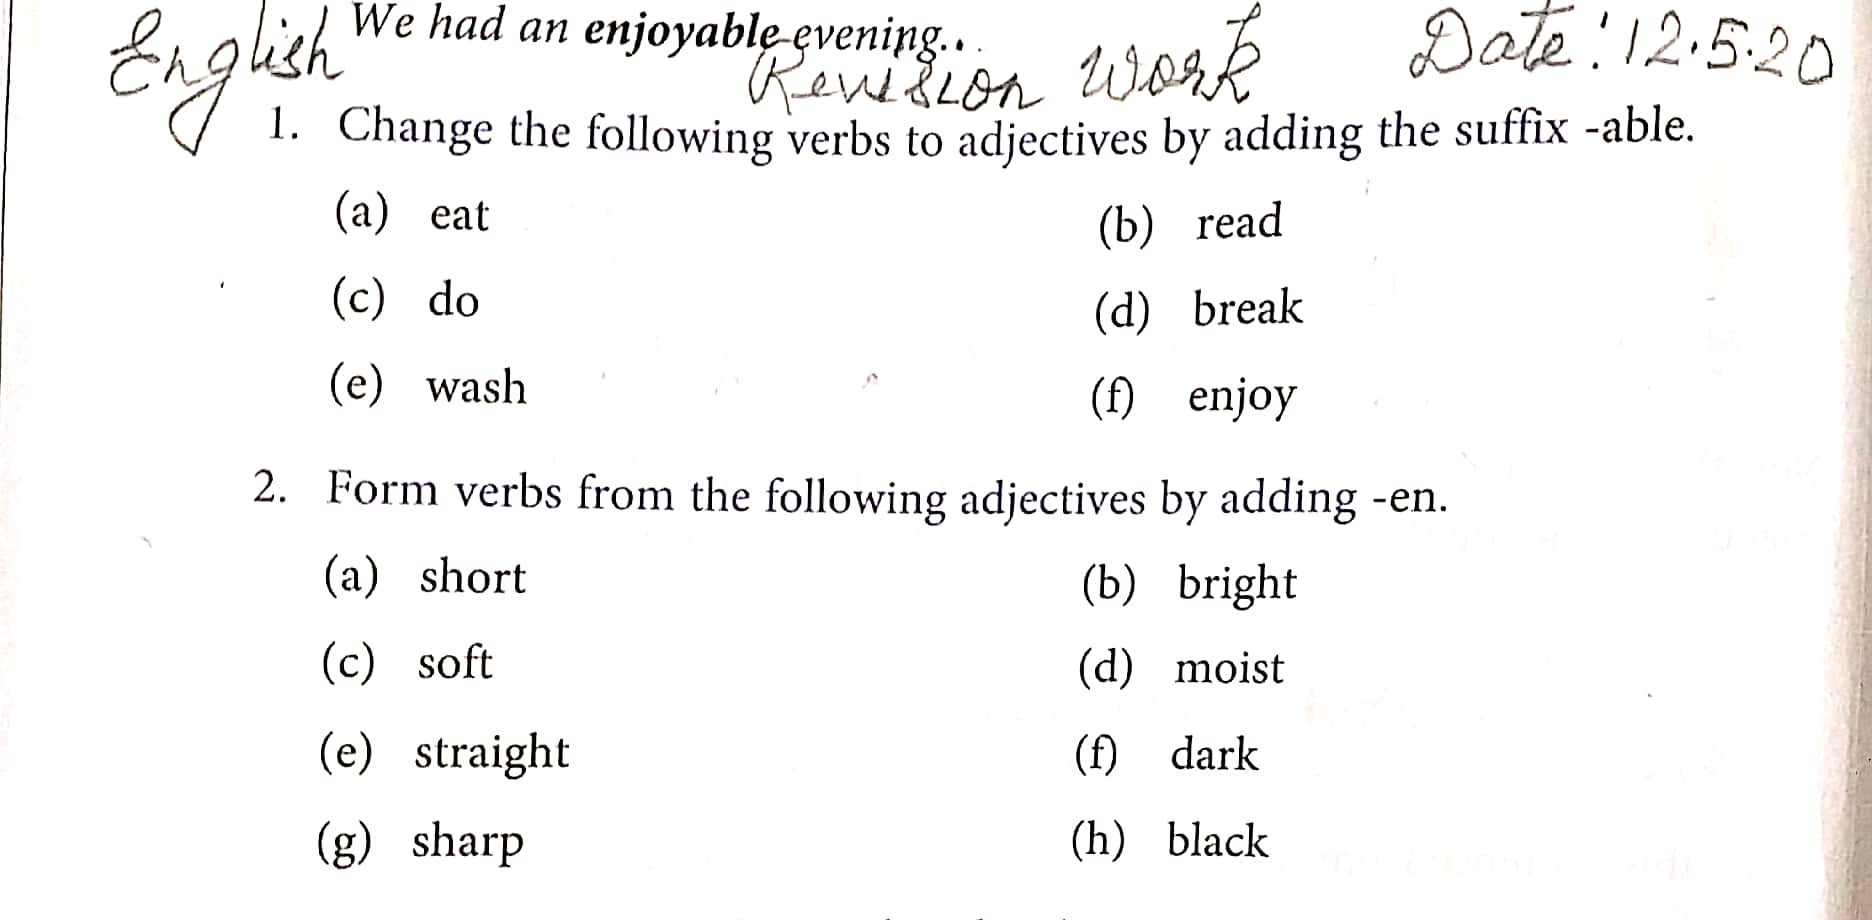 English We had an enjoyable evening...
Revision Work Date: 12.5.20
1. Change the following verbs to adjectives by adding the suffix -able.
(a) eat (b) read
(c) do (d) break
(e) wash (f) enjoy
2. Form verbs from the following adjectives by adding -en.
(a) short (b) bright
(c) soft (d) moist
(e) straight (f) dark
(g) sharp (h) black